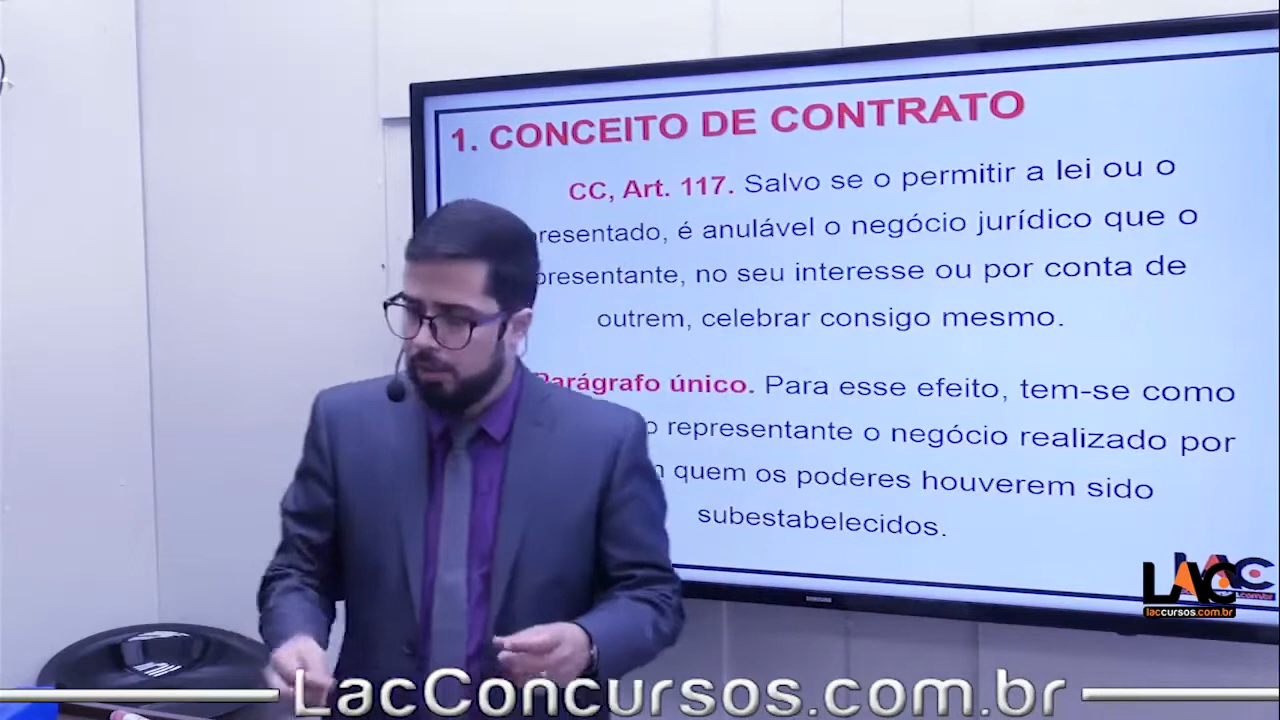 1. CONCEITO DE CONTRATO
CC, Art. 117. Salvo se o permitir a lei ou o
resentado, é anulável o negócio jurídico que o
presentante, no seu interesse ou por conta de
outrem, celebrar consigo mesmo.
Parágrafo único. Para esse efeito, tem-se como
o representante o negócio realizado por
quem os poderes houverem sido
subestabelecidos.
SAMSUNG
LAC
laccursos.com.br
LacConcursos.com.br